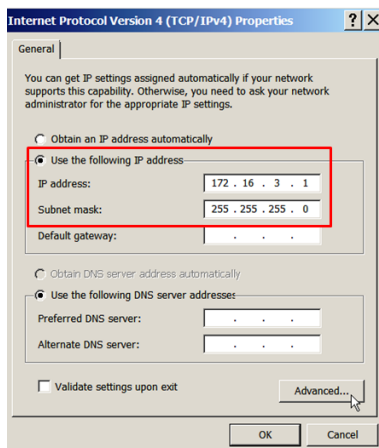 Internet Protocol Version 4 (TCP/IPv4) Properties ? X
General
You can get IP settings assigned automatically if your network
supports this capability. Otherwise, you need to ask your network
administrator for the appropriate IP settings.
Obtain an IP address automatically
Use the following IP address
IP address: 172 . 16 . 3 . 1
Subnet mask: 255 . 255 . 255 . 0
Default gateway: . . .
Obtain DNS server address automatically
Use the following DNS server addresses
Preferred DNS server: . . .
Alternate DNS server: . . .
Validate settings upon exit
Advanced...
OK Cancel